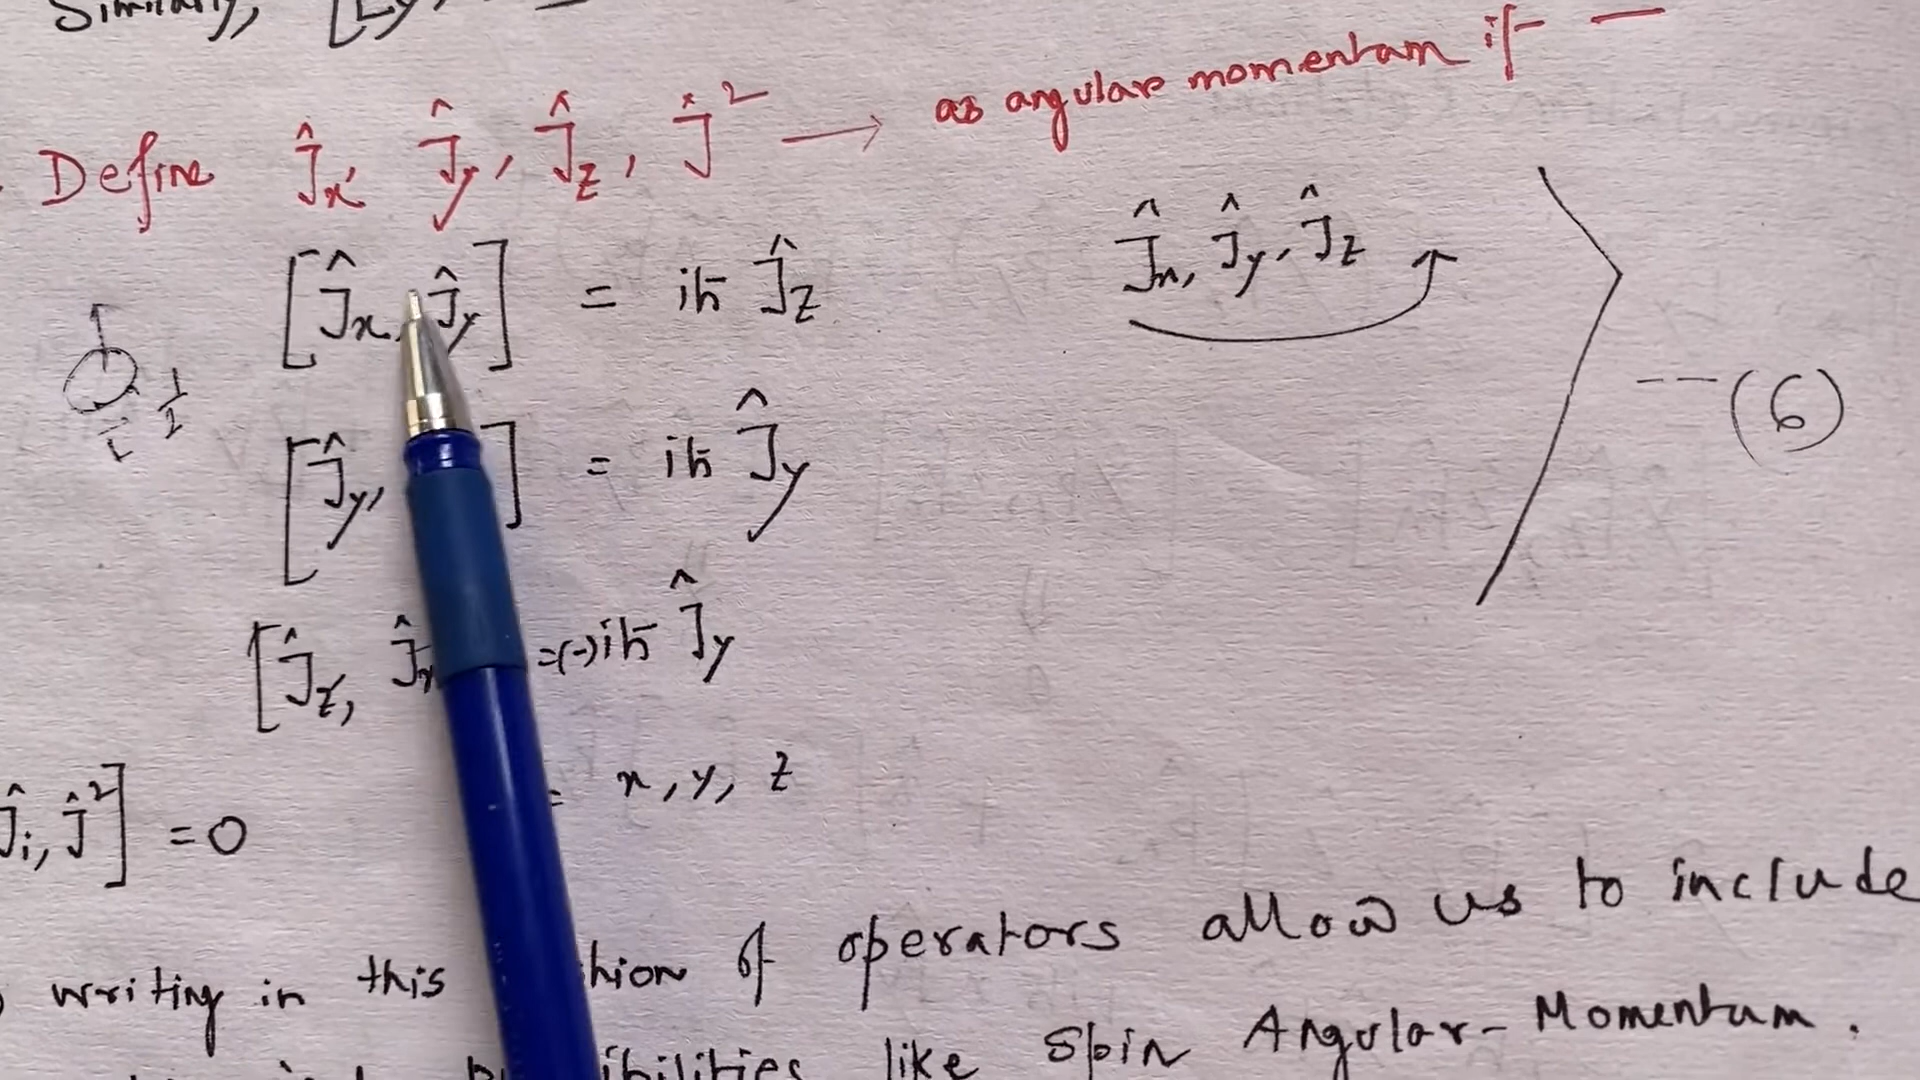 Similarly, [L̂y,
as angular momentum if —
Define Ĵx, Ĵy, Ĵz, Ĵ² →
[Ĵx, Ĵy] = iħ Ĵz
Ĵx, Ĵy, Ĵz
1/2
[Ĵy, ] = iħ Ĵy
--(6)
[Ĵz, Ĵx =(-)iħ Ĵy
= x, y, z
Ĵi, Ĵ²] = 0
writing in this hion of operators allow us to include
ibilities like Spin Angular-Momentum.